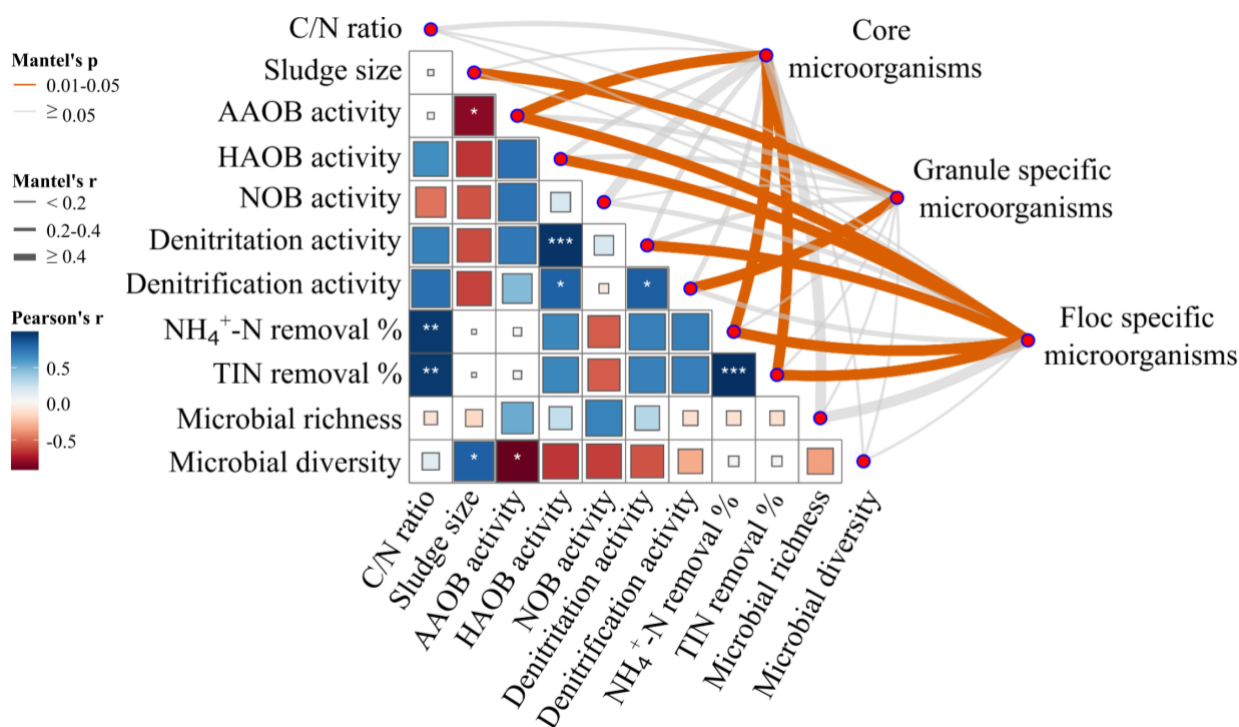 Mantel's p
0.01-0.05
≥ 0.05
Mantel's r
< 0.2
0.2-0.4
≥ 0.4
Pearson's r
0.5
0.0
-0.5
C/N ratio
Sludge size
AAOB activity
*
HAOB activity
NOB activity
Denitritation activity
***
Denitrification activity
* *
NH₄⁺-N removal %
**
TIN removal %
** ***
Microbial richness
Microbial diversity
* *
C/N ratio
Sludge size
AAOB activity
HAOB activity
NOB activity
Denitritation activity
Denitrification activity
NH₄⁺-N removal %
TIN removal %
Microbial richness
Microbial diversity
Core
microorganisms
Granule specific
microorganisms
Floc specific
microorganisms